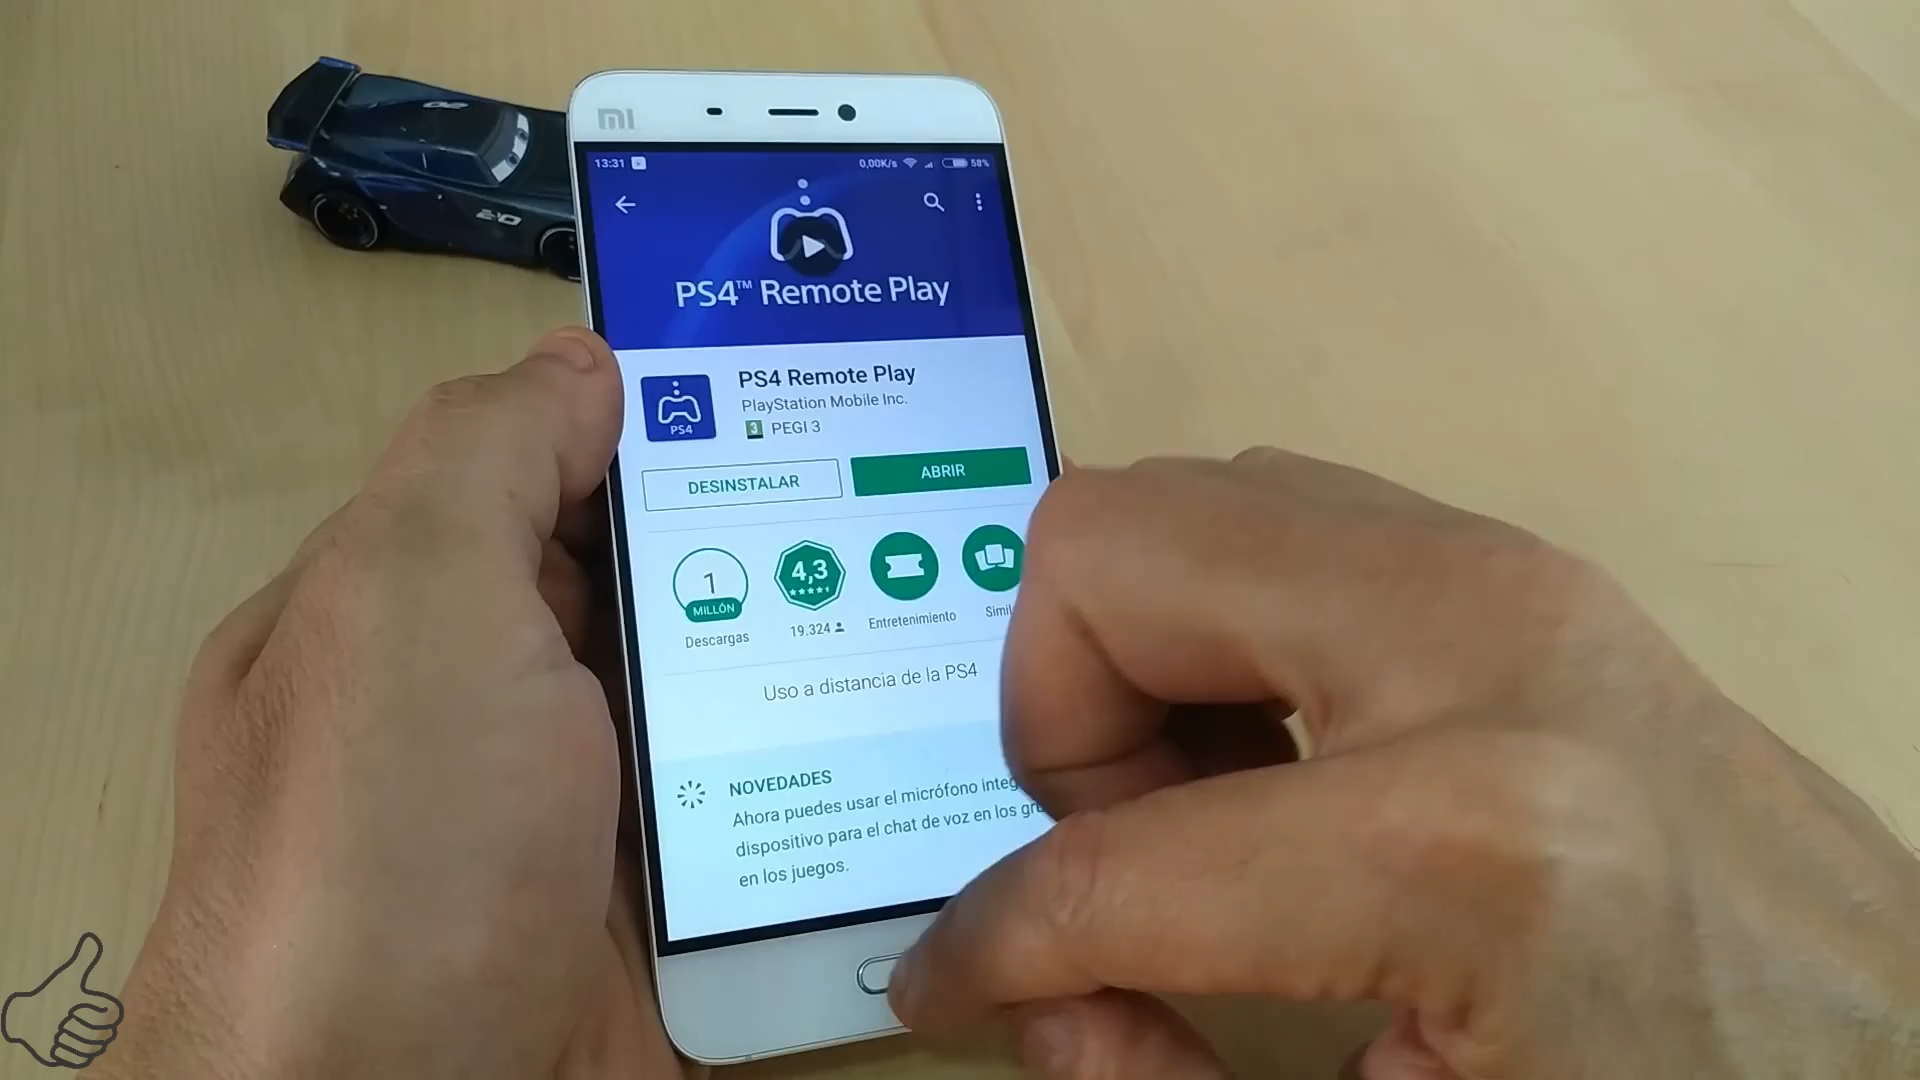 mi
13:31
0,00K/s
58%
PS4™ Remote Play
PS4
PS4 Remote Play
PlayStation Mobile Inc.
3 PEGI 3
DESINSTALAR
ABRIR
1
MILLÓN
Descargas
4,3
19.324
Entretenimiento
Uso a distancia de la PS4
NOVEDADES
Ahora puedes usar el micrófono
dispositivo para el chat de voz en los
en los juegos.